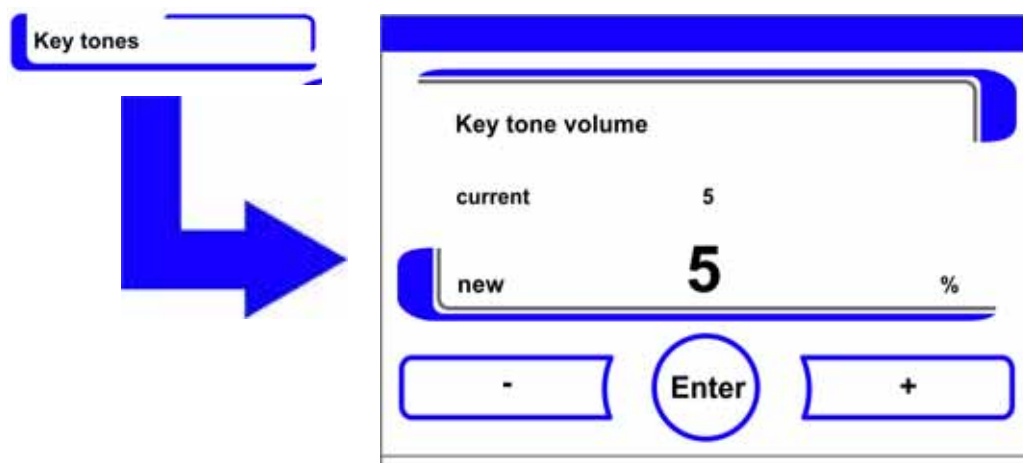 Key tones
Key tone volume
current 5
new 5 %
- Enter +